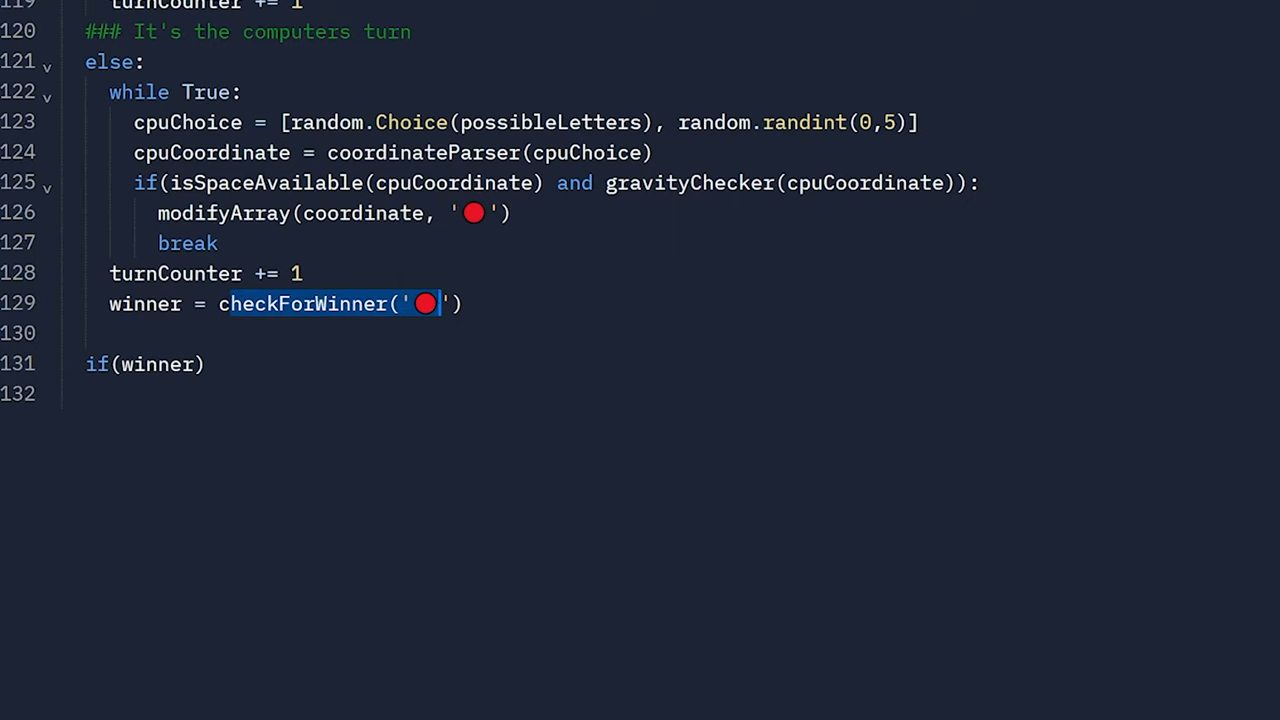 119 turnCounter += 1
120 ### It's the computers turn
121 else:
122 while True:
123 cpuChoice = [random.Choice(possibleLetters), random.randint(0,5)]
124 cpuCoordinate = coordinateParser(cpuChoice)
125 if(isSpaceAvailable(cpuCoordinate) and gravityChecker(cpuCoordinate)):
126 modifyArray(coordinate, '🔴')
127 break
128 turnCounter += 1
129 winner = checkForWinner('🔴')
130
131 if(winner)
132